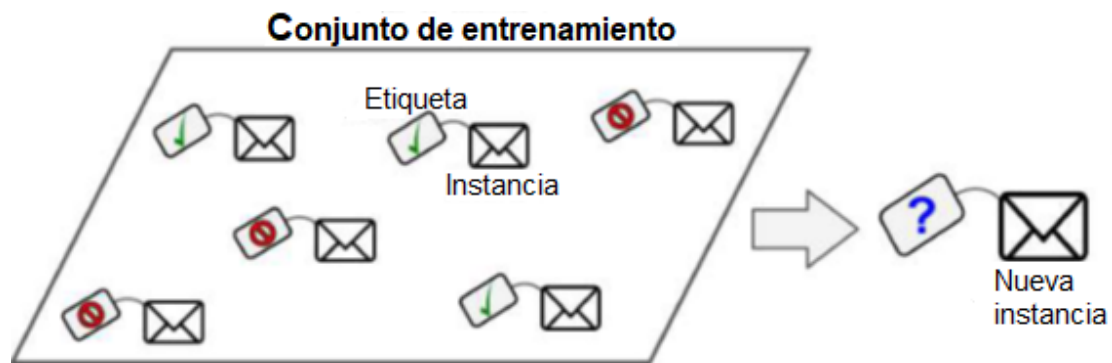 Conjunto de entrenamiento
Etiqueta
Instancia
?
Nueva
instancia